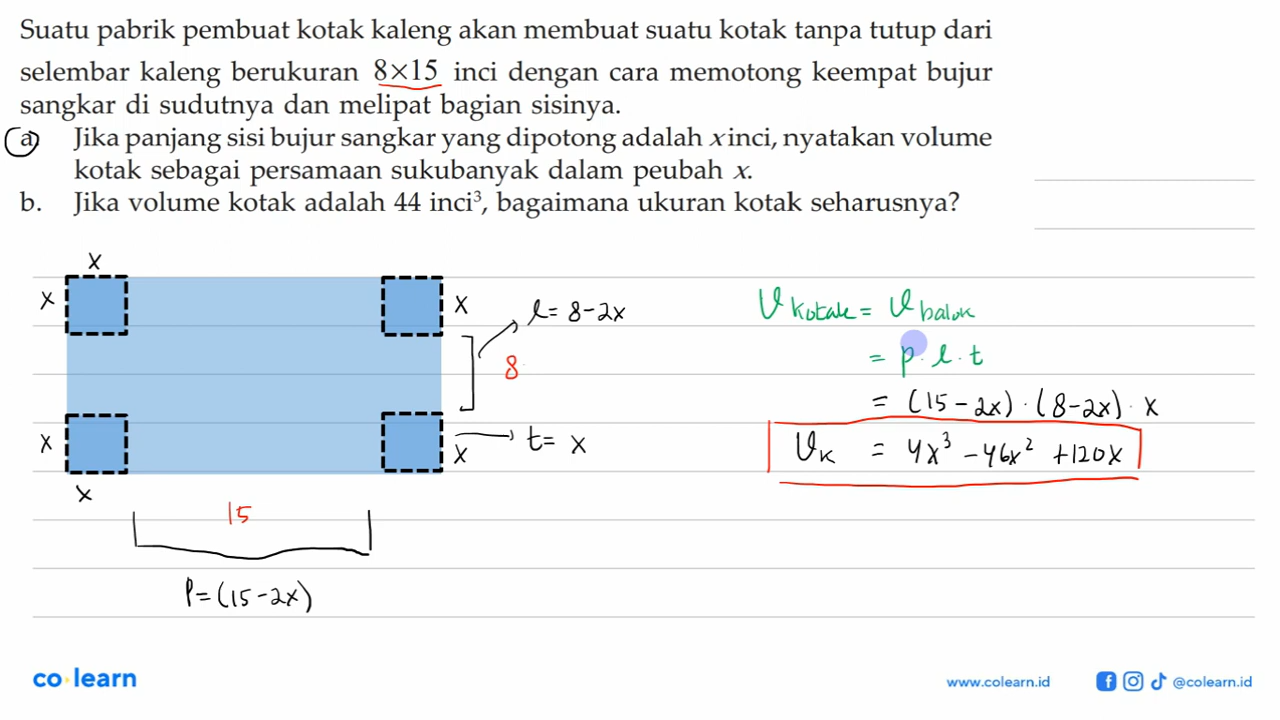 Suatu pabrik pembuat kotak kaleng akan membuat suatu kotak tanpa tutup dari
selembar kaleng berukuran 8×15 inci dengan cara memotong keempat bujur
sangkar di sudutnya dan melipat bagian sisinya.
a. Jika panjang sisi bujur sangkar yang dipotong adalah x inci, nyatakan volume
kotak sebagai persamaan sukubanyak dalam peubah x.
b. Jika volume kotak adalah 44 inci³, bagaimana ukuran kotak seharusnya?
x
x
x
l = 8-2x
8
x
x
t = x
x
15
P = (15-2x)
V kotak = V balok
= p . l . t
= (15-2x) . (8-2x) . x
V K = 4x³ - 46x² + 120x
co·learn
www.colearn.id
@colearn.id